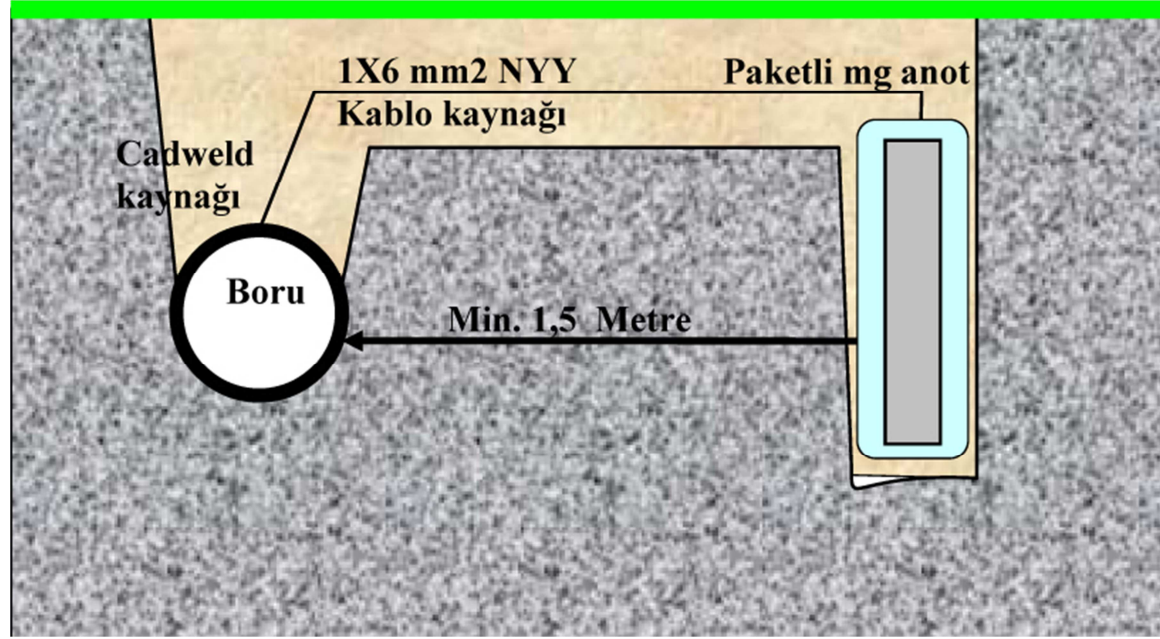 1X6 mm2 NYY
Kablo kaynağı
Paketli mg anot
Cadweld
kaynağı
Boru
Min. 1,5 Metre